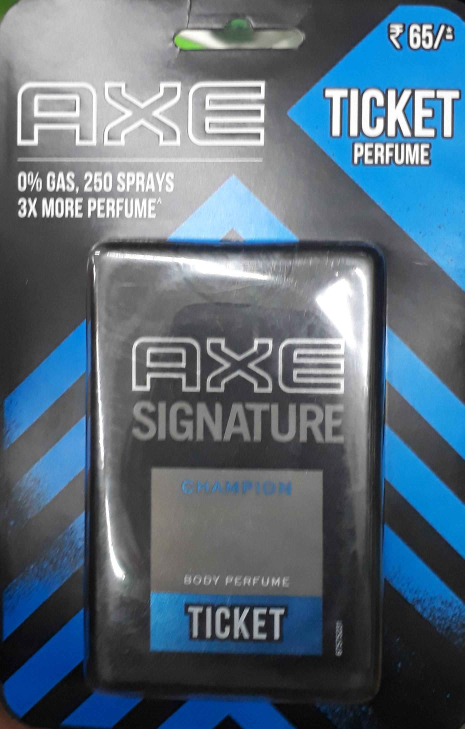 ₹ 65/-
AXE
TICKET
PERFUME
0% GAS, 250 SPRAYS
3X MORE PERFUME^
AXE
SIGNATURE
CHAMPION
BODY PERFUME
TICKET